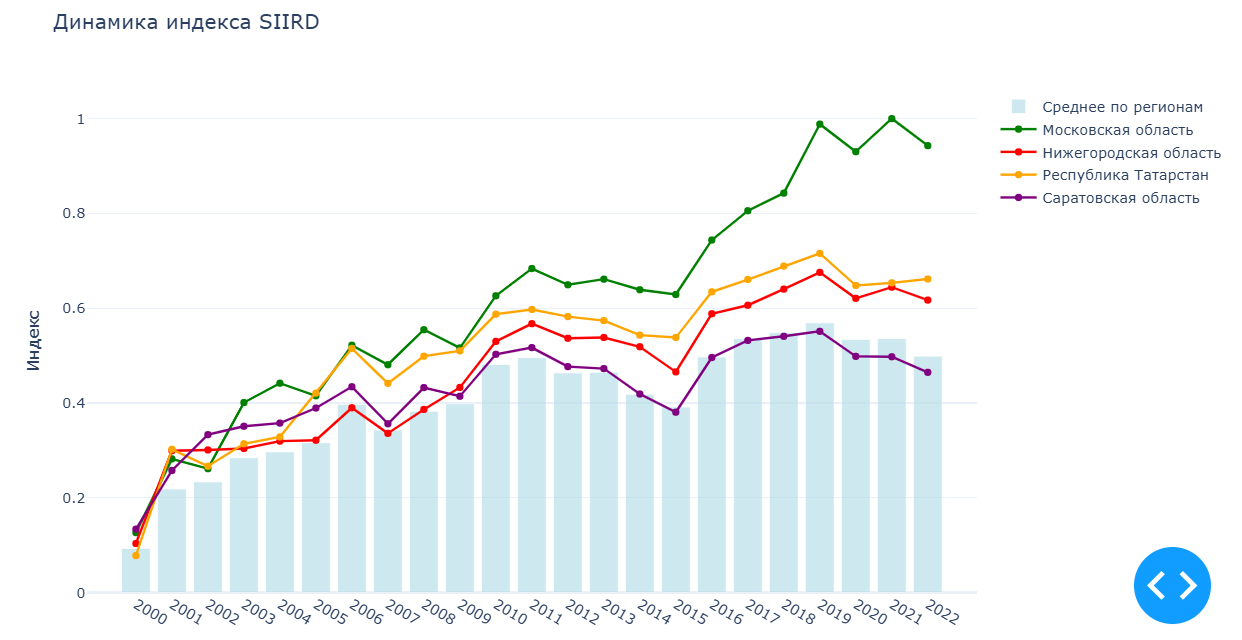 Динамика индекса SIIRD
Среднее по регионам
Московская область
Нижегородская область
Республика Татарстан
Саратовская область
Индекс
1
0.8
0.6
0.4
0.2
0
2000 2001 2002 2003 2004 2005 2006 2007 2008 2009 2010 2011 2012 2013 2014 2015 2016 2017 2018 2019 2020 2021 2022